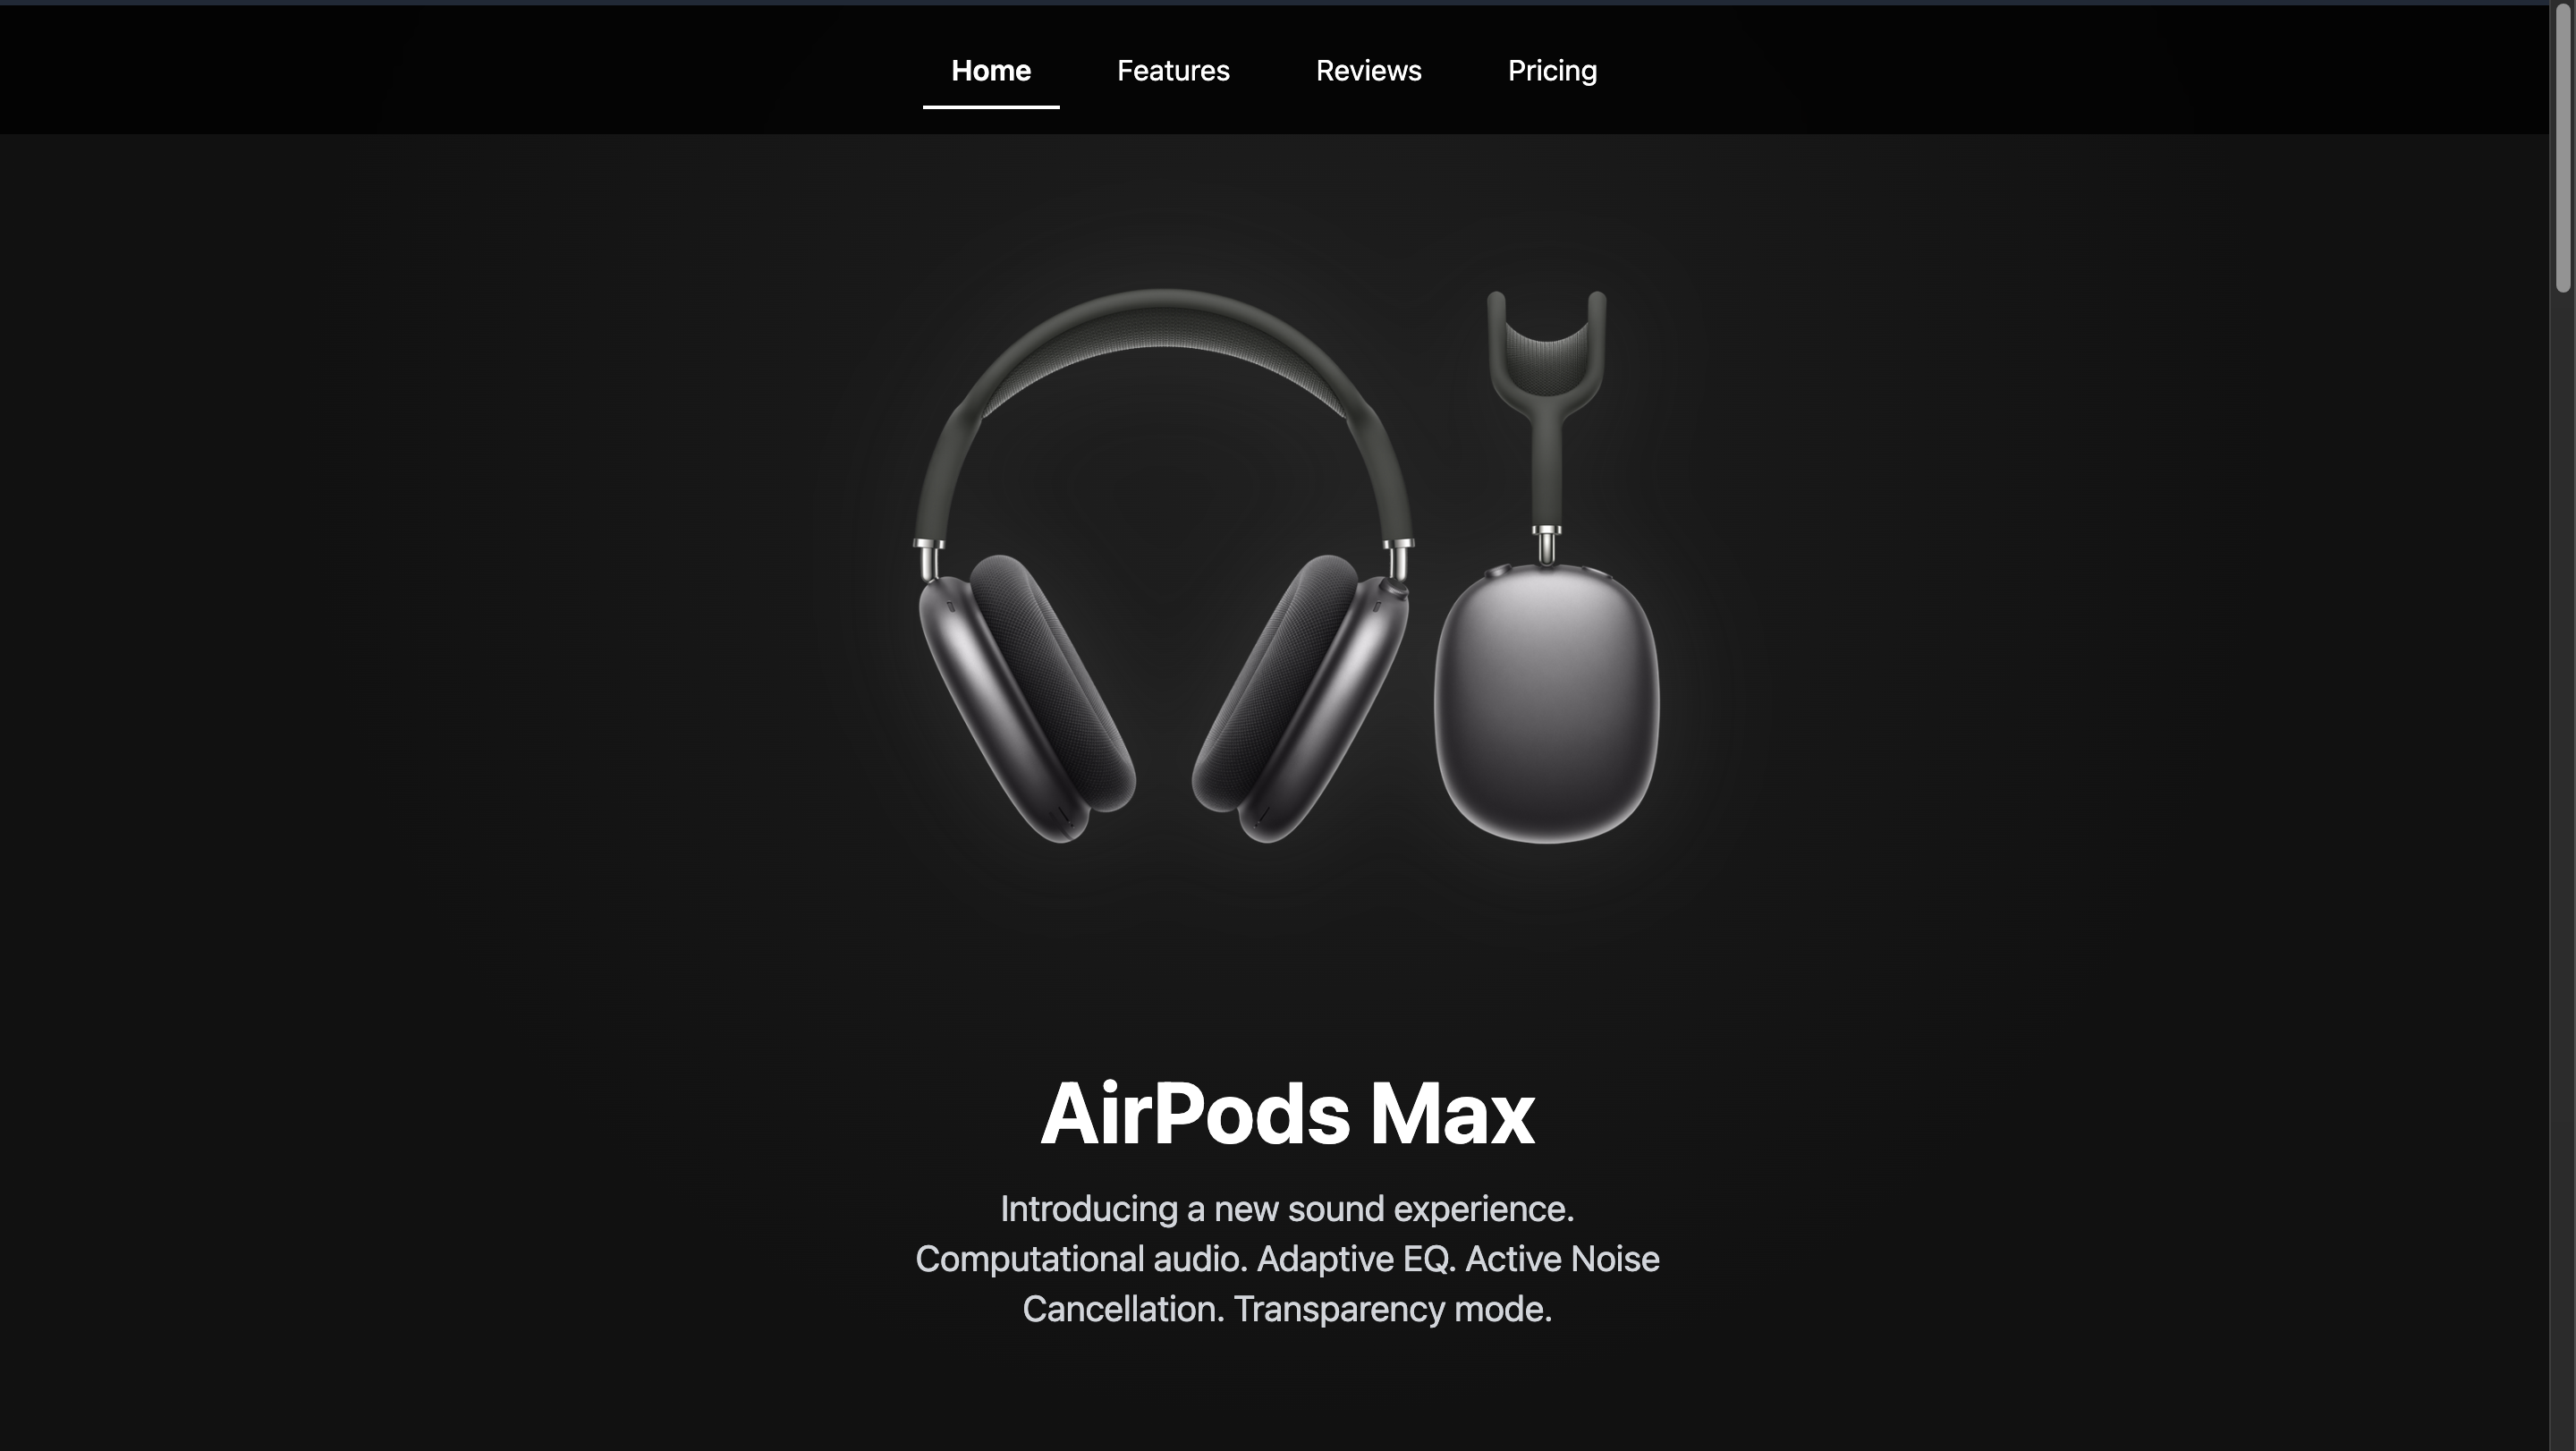 Home
Features
Reviews
Pricing
AirPods Max
Introducing a new sound experience.
Computational audio. Adaptive EQ. Active Noise
Cancellation. Transparency mode.